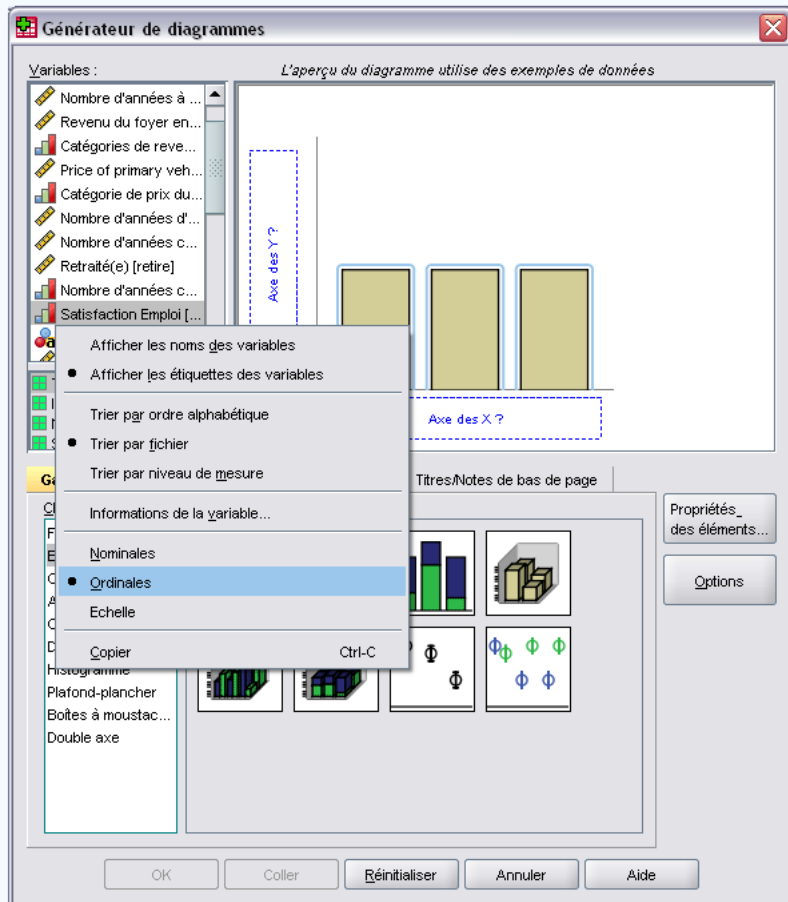 Générateur de diagrammes
Variables :
L'aperçu du diagramme utilise des exemples de données
Nombre d'années à ...
Revenu du foyer en...
Catégories de reve...
Price of primary veh...
Catégorie de prix du...
Nombre d'années d'...
Nombre d'années c...
Retraité(e) [retire]
Nombre d'années c...
Satisfaction Emploi [...
Axe des Y ?
Axe des X ?
Afficher les noms des variables
Afficher les étiquettes des variables
Trier par ordre alphabétique
Trier par fichier
Trier par niveau de mesure
Informations de la variable...
Nominales
Ordinales
Echelle
Copier Ctrl-C
Titres/Notes de bas de page
Propriétés_
des éléments...
Options
Histogramme
Plafond-plancher
Boîtes à moustac...
Double axe
OK Coller Réinitialiser Annuler Aide